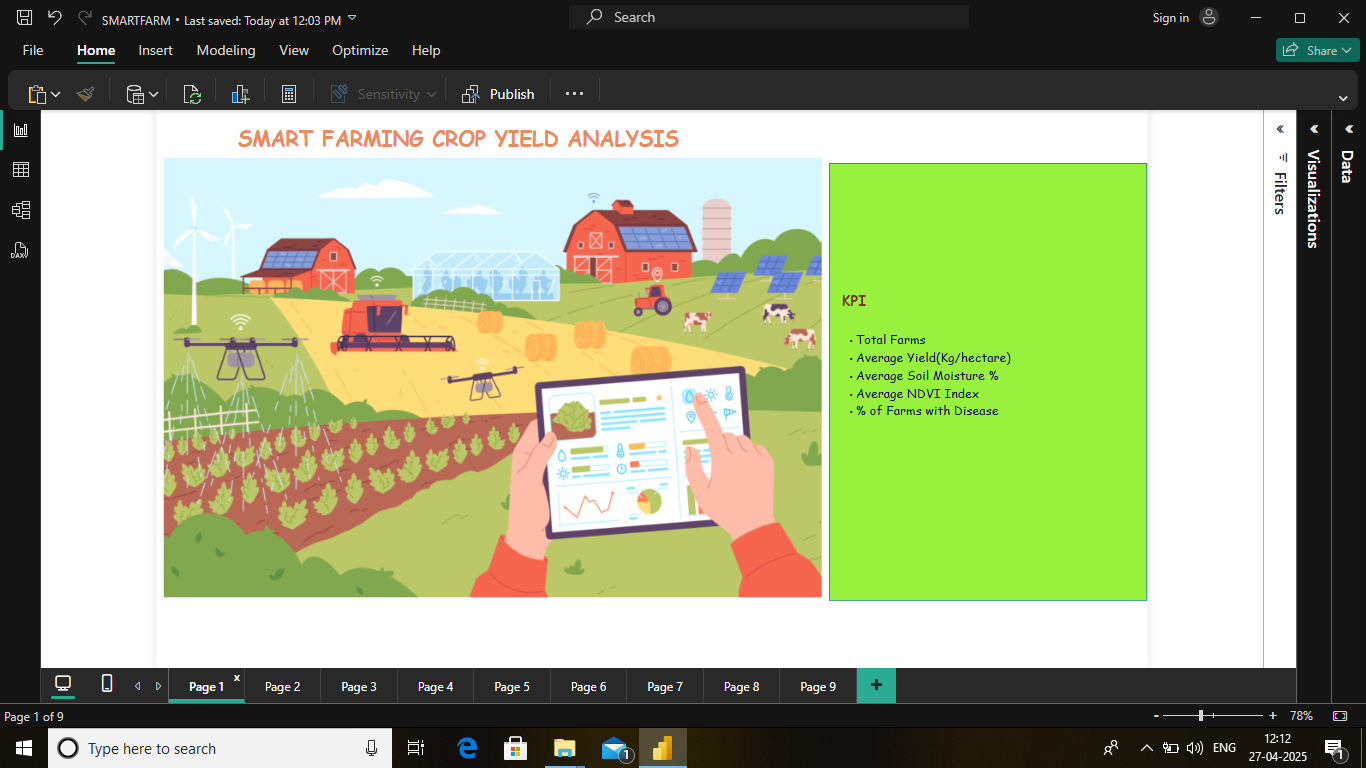 SMARTFARM • Last saved: Today at 12:03 PM
Search
Sign in
File Home Insert Modeling View Optimize Help
Share
Sensitivity
Publish
SMART FARMING CROP YIELD ANALYSIS
KPI
• Total Farms
• Average Yield(Kg/hectare)
• Average Soil Moisture %
• Average NDVI Index
• % of Farms with Disease
Filters
Visualizations
Data
DAX
Page 1 x
Page 2
Page 3
Page 4
Page 5
Page 6
Page 7
Page 8
Page 9
+
Page 1 of 9
- + 78%
Type here to search
1
ENG
12:12
27-04-2025
1